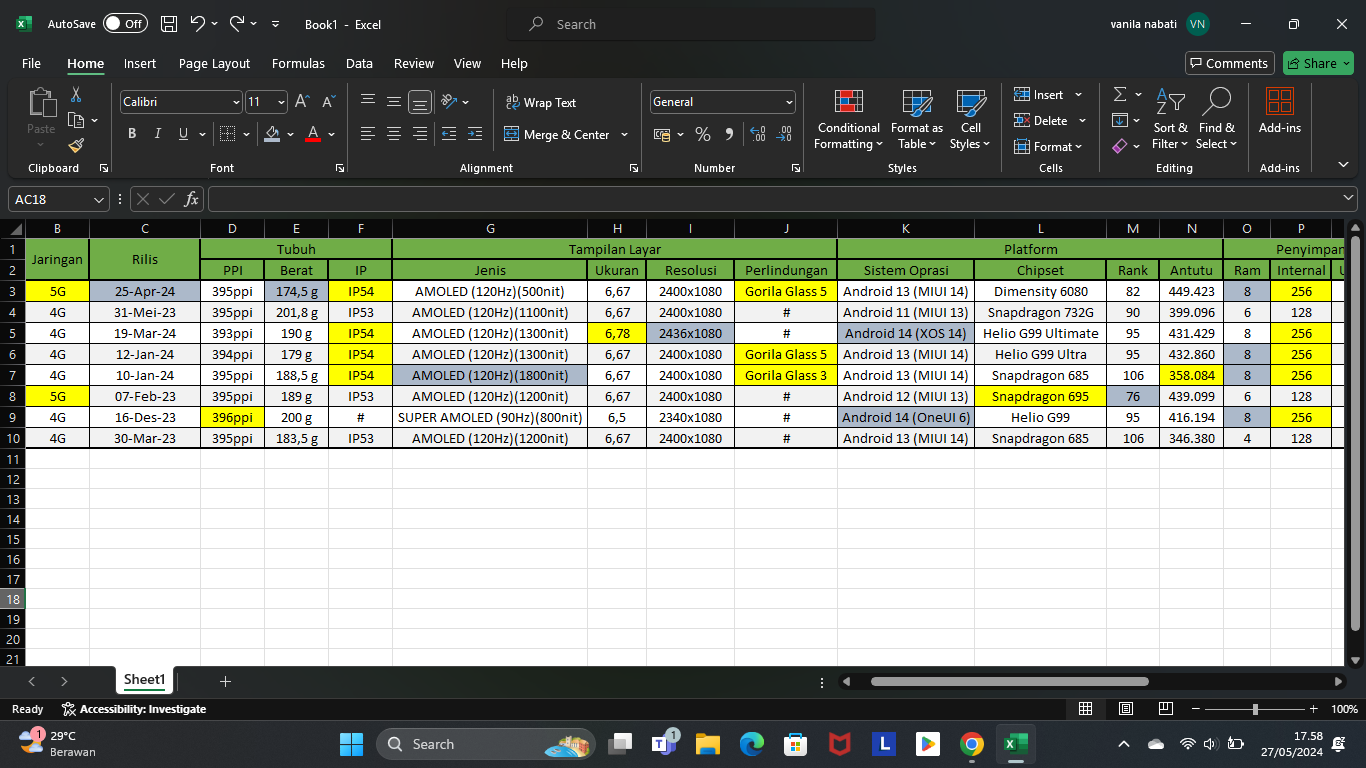 AutoSave Off Book1 - Excel Search vanila nabati VN
File Home Insert Page Layout Formulas Data Review View Help Comments Share
Paste Calibri 11 Wrap Text General Conditional Formatting Format as Table Cell Styles Insert Delete Format Sort & Filter Find & Select Add-ins
B I U Merge & Center
Clipboard Font Alignment Number Styles Cells Editing Add-ins
AC18 fx
B C D E F G H I J K L M N O P
1 Jaringan Rilis Tubuh Tampilan Layar Platform Penyimpan
2 PPI Berat IP Jenis Ukuran Resolusi Perlindungan Sistem Oprasi Chipset Rank Antutu Ram Internal U
3 5G 25-Apr-24 395ppi 174,5 g IP54 AMOLED (120Hz)(500nit) 6,67 2400x1080 Gorila Glass 5 Android 13 (MIUI 14) Dimensity 6080 82 449.423 8 256
4 4G 31-Mei-23 395ppi 201,8 g IP53 AMOLED (120Hz)(1100nit) 6,67 2400x1080 # Android 11 (MIUI 13) Snapdragon 732G 90 399.096 6 128
5 4G 19-Mar-24 393ppi 190 g IP54 AMOLED (120Hz)(1300nit) 6,78 2436x1080 # Android 14 (XOS 14) Helio G99 Ultimate 95 431.429 8 256
6 4G 12-Jan-24 394ppi 179 g IP54 AMOLED (120Hz)(1300nit) 6,67 2400x1080 Gorila Glass 5 Android 13 (MIUI 14) Helio G99 Ultra 95 432.860 8 256
7 4G 10-Jan-24 395ppi 188,5 g IP54 AMOLED (120Hz)(1800nit) 6,67 2400x1080 Gorila Glass 3 Android 13 (MIUI 14) Snapdragon 685 106 358.084 8 256
8 5G 07-Feb-23 395ppi 189 g IP53 AMOLED (120Hz)(1200nit) 6,67 2400x1080 # Android 12 (MIUI 13) Snapdragon 695 76 439.099 6 128
9 4G 16-Des-23 396ppi 200 g # SUPER AMOLED (90Hz)(800nit) 6,5 2340x1080 # Android 14 (OneUI 6) Helio G99 95 416.194 8 256
10 4G 30-Mar-23 395ppi 183,5 g IP53 AMOLED (120Hz)(1200nit) 6,67 2400x1080 # Android 13 (MIUI 14) Snapdragon 685 106 346.380 4 128
11
12
13
14
15
16
17
18
19
20
21
Sheet1
Ready Accessibility: Investigate 100%
1 29°C Berawan Search 1 L 17.58 27/05/2024